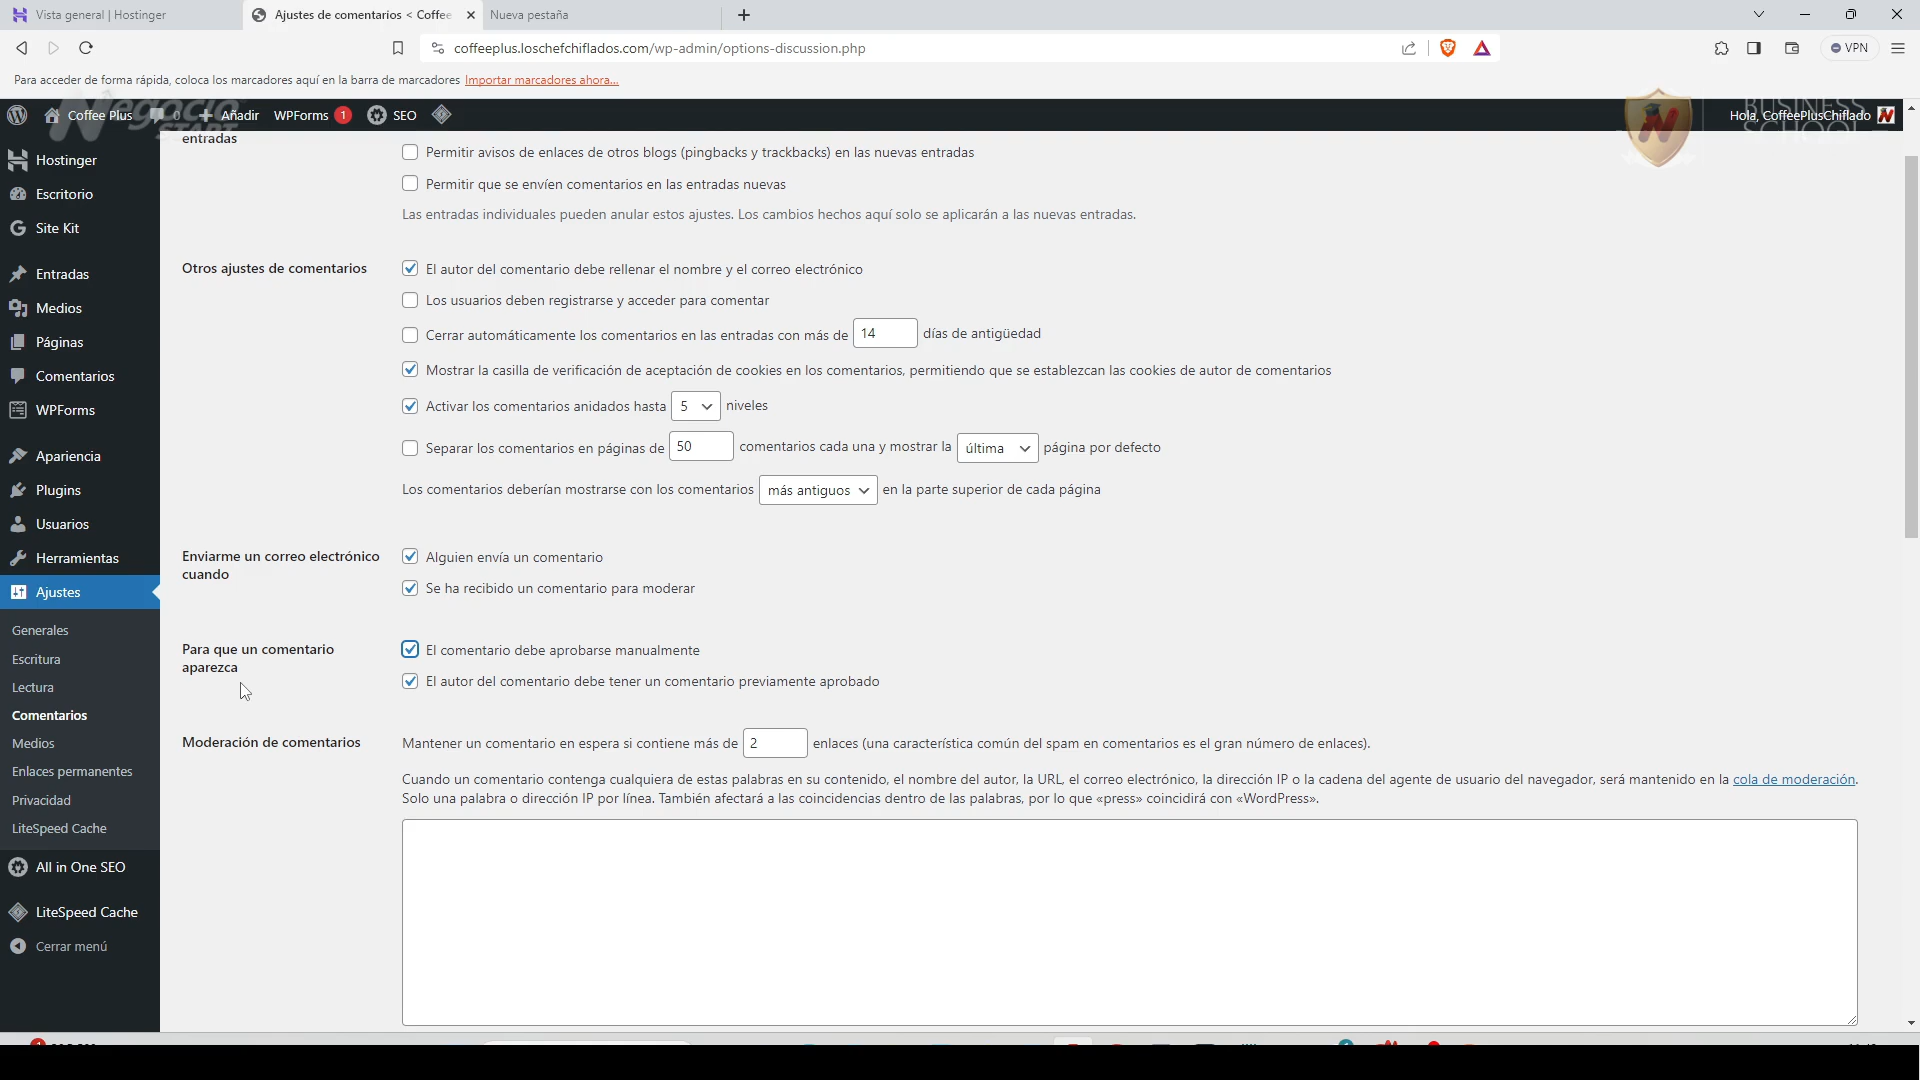 Vista general | Hostinger
Ajustes de comentarios < Coffee
Nueva pestaña
coffeeplus.loschefchiflados.com/wp-admin/options-discussion.php
VPN
Para acceder de forma rápida, coloca los marcadores aquí en la barra de marcadores Importar marcadores ahora...
Negocio
START
BUSINESS
SCHOOL
Coffee Plus 0 Añadir WPForms 1 SEO Hola, CoffeePlusChiflado
Hostinger
Escritorio
Site Kit
Entradas
Medios
Páginas
Comentarios
WPForms
Apariencia
Plugins
Usuarios
Herramientas
Ajustes
Generales
Escritura
Lectura
Comentarios
Medios
Enlaces permanentes
Privacidad
LiteSpeed Cache
All in One SEO
LiteSpeed Cache
Cerrar menú
entradas
Permitir avisos de enlaces de otros blogs (pingbacks y trackbacks) en las nuevas entradas
Permitir que se envíen comentarios en las entradas nuevas
Las entradas individuales pueden anular estos ajustes. Los cambios hechos aquí solo se aplicarán a las nuevas entradas.
Otros ajustes de comentarios
El autor del comentario debe rellenar el nombre y el correo electrónico
Los usuarios deben registrarse y acceder para comentar
Cerrar automáticamente los comentarios en las entradas con más de 14 días de antigüedad
Mostrar la casilla de verificación de aceptación de cookies en los comentarios, permitiendo que se establezcan las cookies de autor de comentarios
Activar los comentarios anidados hasta 5 niveles
Separar los comentarios en páginas de 50 comentarios cada una y mostrar la última página por defecto
Los comentarios deberían mostrarse con los comentarios más antiguos en la parte superior de cada página
Enviarme un correo electrónico
cuando
Alguien envía un comentario
Se ha recibido un comentario para moderar
Para que un comentario
aparezca
El comentario debe aprobarse manualmente
El autor del comentario debe tener un comentario previamente aprobado
Moderación de comentarios
Mantener un comentario en espera si contiene más de 2 enlaces (una característica común del spam en comentarios es el gran número de enlaces).
Cuando un comentario contenga cualquiera de estas palabras en su contenido, el nombre del autor, la URL, el correo electrónico, la dirección IP o la cadena del agente de usuario del navegador, será mantenido en la cola de moderación.
Solo una palabra o dirección IP por línea. También afectará a las coincidencias dentro de las palabras, por lo que «press» coincidirá con «WordPress».